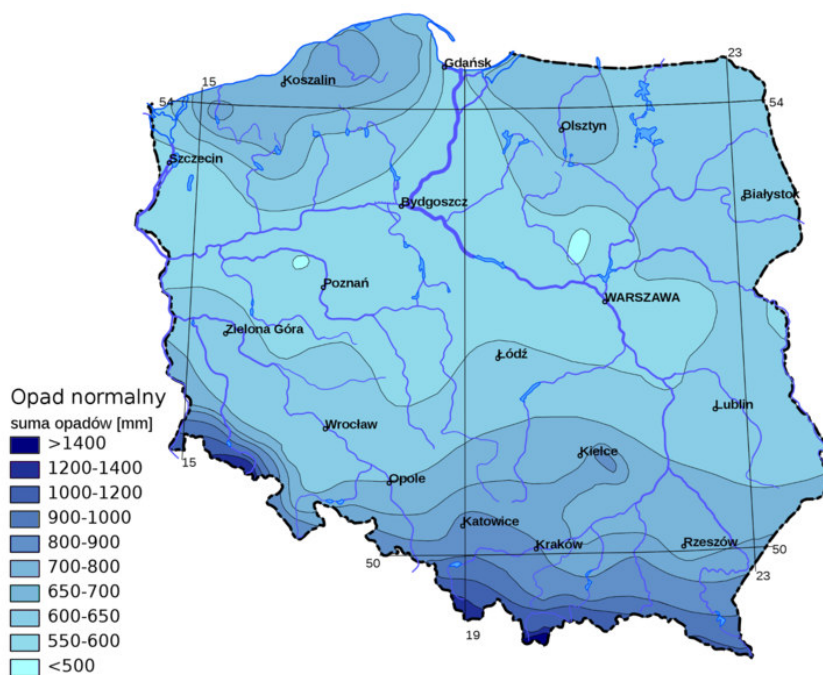 23
Gdańsk
15
Koszalin
54
54
Olsztyn
Szczecin
Białystok
Bydgoszcz
Poznań
WARSZAWA
Zielona Góra
Łódź
Opad normalny
Lublin
suma opadów [mm]
Wrocław
>1400
Kielce
15
1200-1400
Opole
1000-1200
900-1000
Katowice
800-900
Kraków
Rzeszów
50
50
700-800
23
650-700
600-650
19
550-600
<500